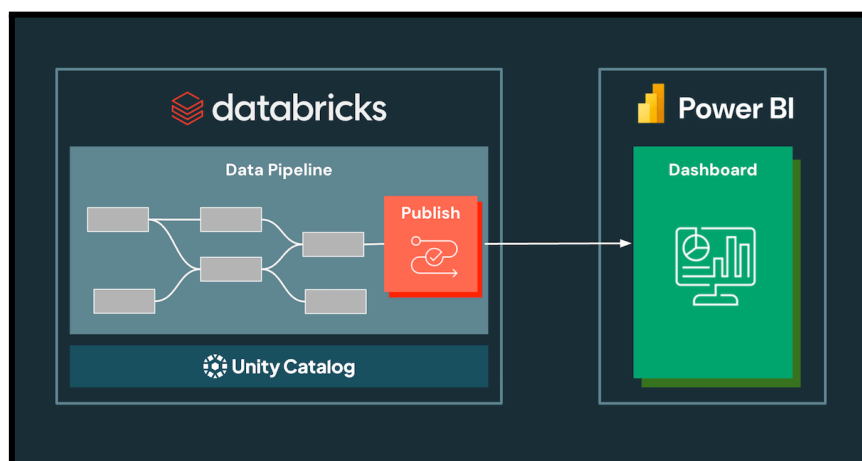 databricks
Data Pipeline
Publish
Unity Catalog
Power BI
Dashboard